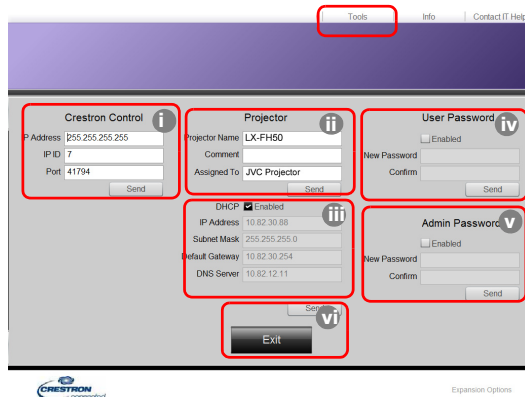 Tools Info Contact IT Help
Crestron Control i
IP Address 255.255.255.255
IP ID 7
Port 41794
Send
Projector ii
Projector Name LX-FH50
Comment
Assigned To JVC Projector
Send
DHCP Enabled iii
IP Address 10.82.30.88
Subnet Mask 255.255.255.0
Default Gateway 10.82.30.254
DNS Server 10.82.12.11
Send
User Password iv
Enabled
New Password
Confirm
Send
Admin Password v
Enabled
New Password
Confirm
Send
vi
Exit
CRESTRON
connected
Expansion Options